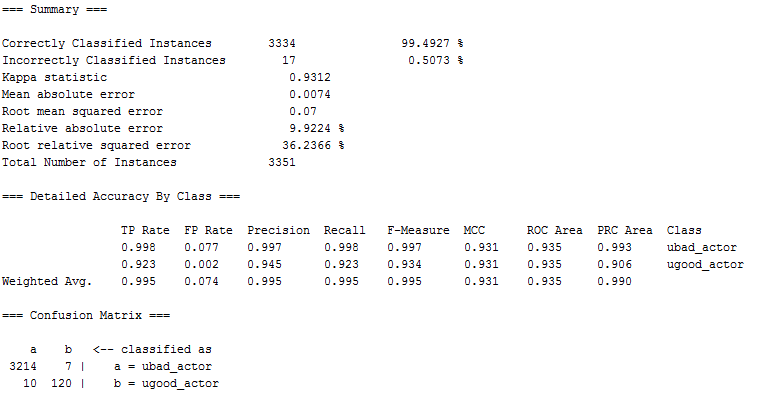 === Summary ===
Correctly Classified Instances 3334 99.4927 %
Incorrectly Classified Instances 17 0.5073 %
Kappa statistic 0.9312
Mean absolute error 0.0074
Root mean squared error 0.07
Relative absolute error 9.9224 %
Root relative squared error 36.2366 %
Total Number of Instances 3351
=== Detailed Accuracy By Class ===
TP Rate FP Rate Precision Recall F-Measure MCC ROC Area PRC Area Class
0.998 0.077 0.997 0.998 0.997 0.931 0.935 0.993 ubad_actor
0.923 0.002 0.945 0.923 0.934 0.931 0.935 0.906 ugood_actor
Weighted Avg. 0.995 0.074 0.995 0.995 0.995 0.931 0.935 0.990
=== Confusion Matrix ===
a b <-- classified as
3214 7 | a = ubad_actor
10 120 | b = ugood_actor